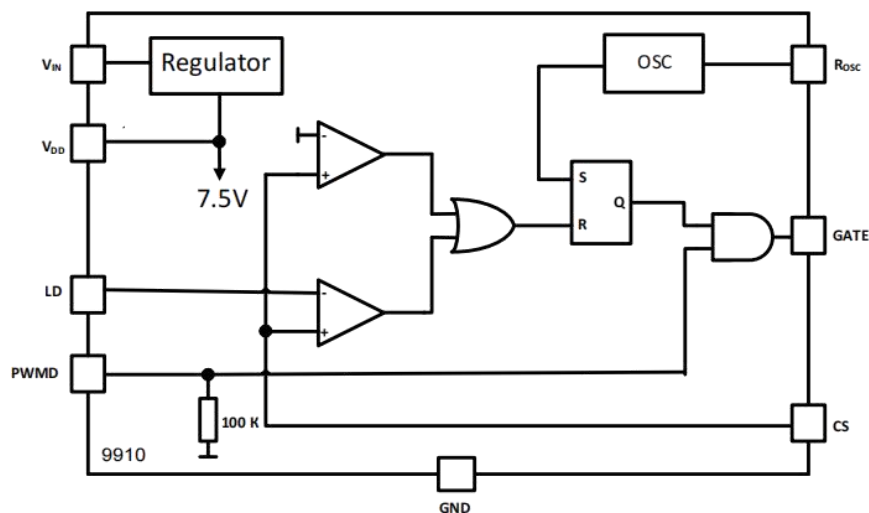 VIN
Regulator
OSC
ROSC
VDD
7.5V
-
+
S
Q
R
GATE
LD
-
+
PWMD
100 K
CS
9910
GND